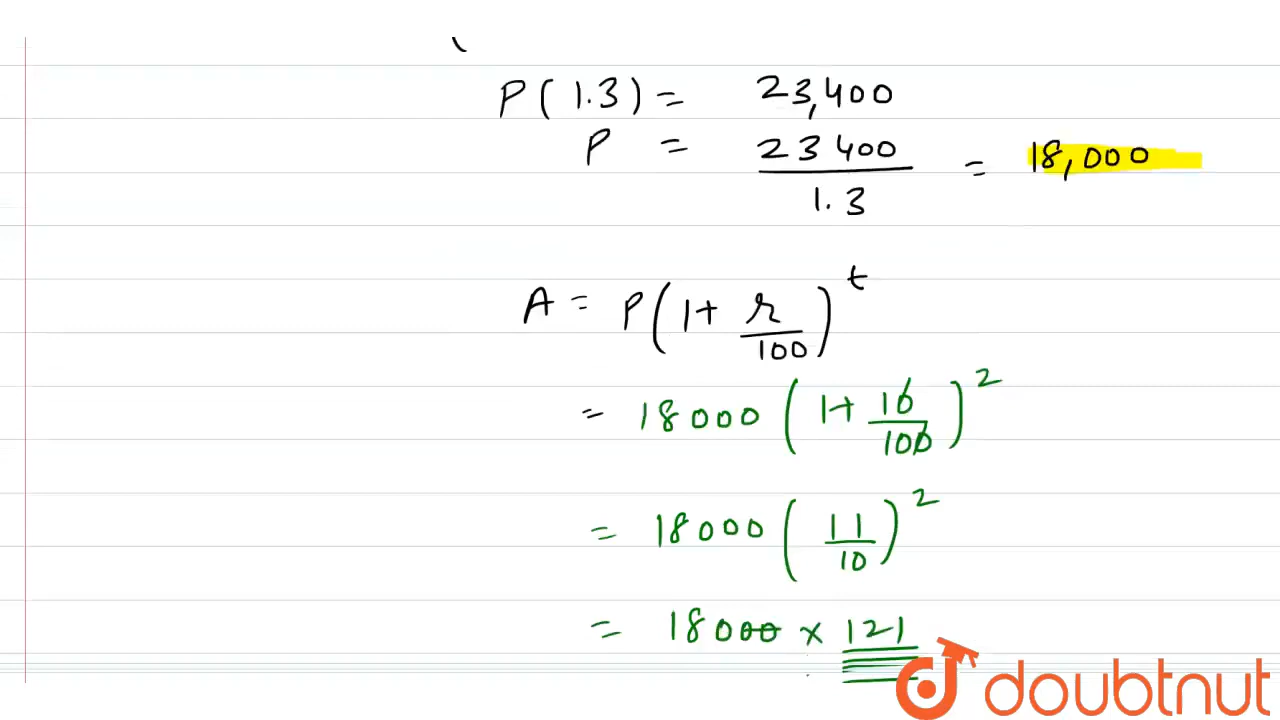 P(1.3) = 23,400
P = 23400/1.3 = 18,000
A = P(1+r/100)^t
= 18000(1+10/100)^2
= 18000(11/10)^2
= 18000 × 121
doubtnut